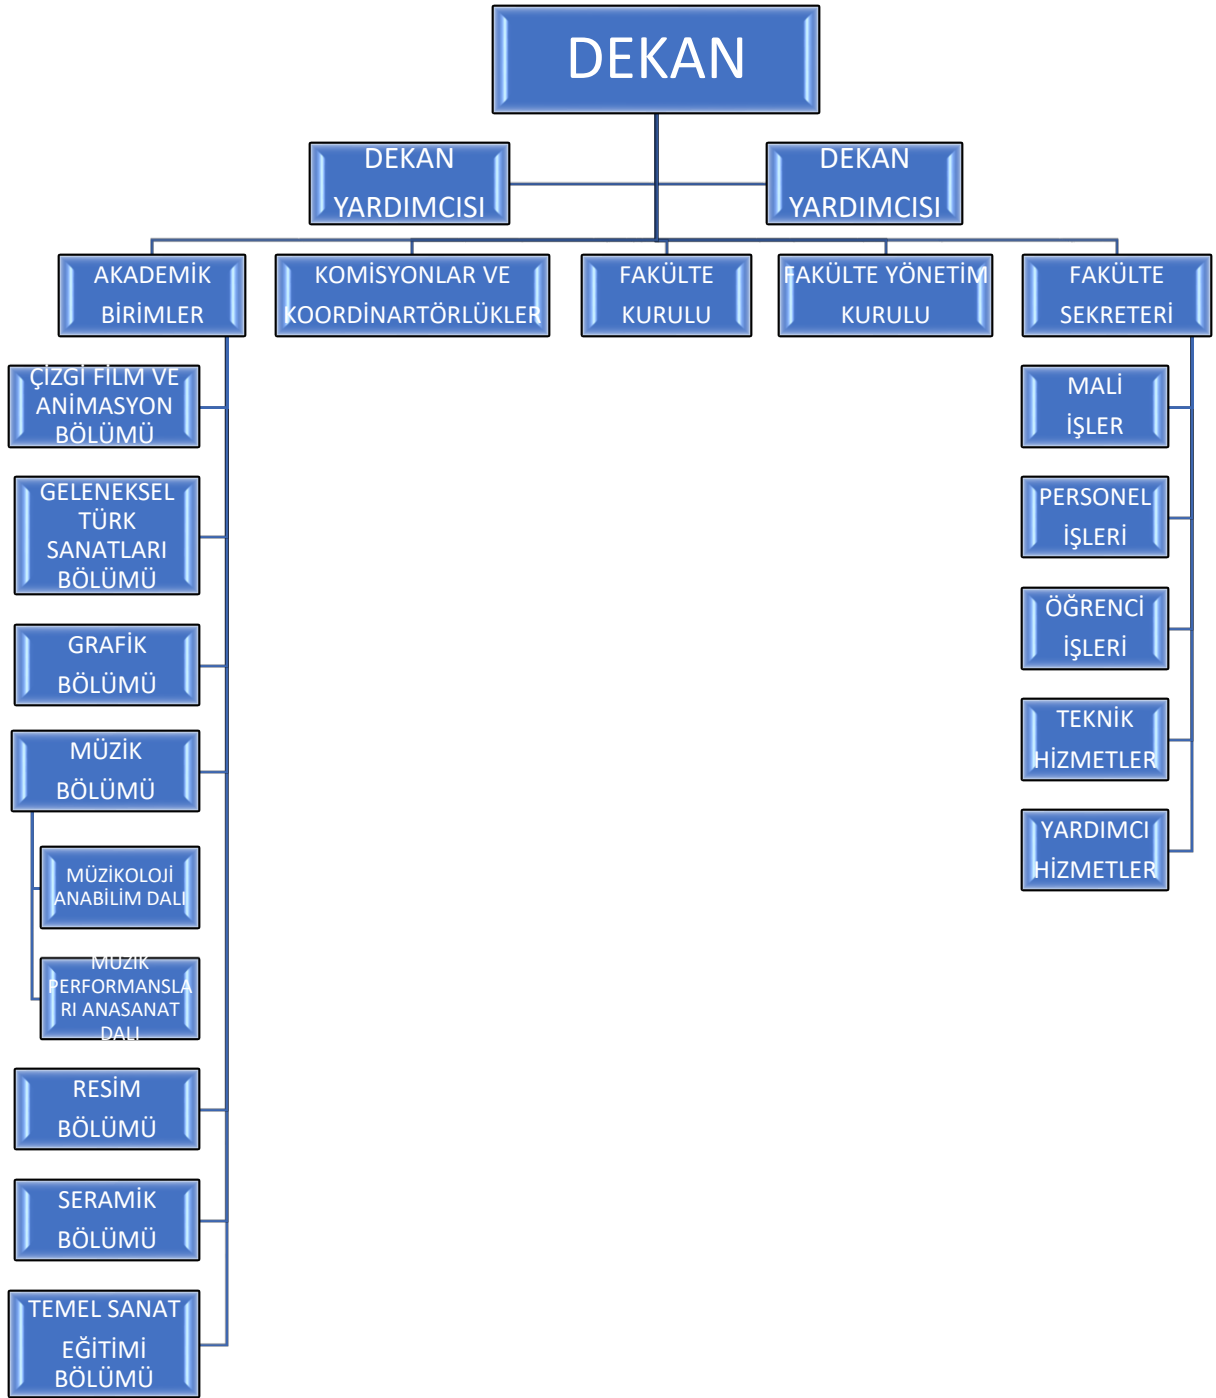 DEKAN
DEKAN
YARDIMCISI
DEKAN
YARDIMCISI
AKADEMİK
BİRİMLER
KOMİSYONLAR VE
KOORDİNARTÖRLÜKLER
FAKÜLTE
KURULU
FAKÜLTE YÖNETİM
KURULU
FAKÜLTE
SEKRETERİ
ÇİZGİ FİLM VE
ANİMASYON
BÖLÜMÜ
GELENEKSEL
TÜRK
SANATLARI
BÖLÜMÜ
GRAFİK
BÖLÜMÜ
MÜZİK
BÖLÜMÜ
MÜZİKOLOJİ
ANABİLİM DALI
MÜZİK
PERFORMANSLA
RI ANASANAT
DALI
RESİM
BÖLÜMÜ
SERAMİK
BÖLÜMÜ
TEMEL SANAT
EĞİTİMİ
BÖLÜMÜ
MALİ
İŞLER
PERSONEL
İŞLERİ
ÖĞRENCİ
İŞLERİ
TEKNİK
HİZMETLER
YARDIMCI
HİZMETLER